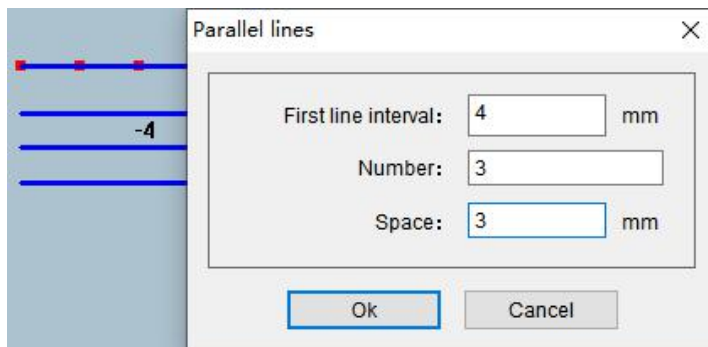 Parallel lines
-4
First line interval: 4 mm
Number: 3
Space: 3 mm
Ok Cancel